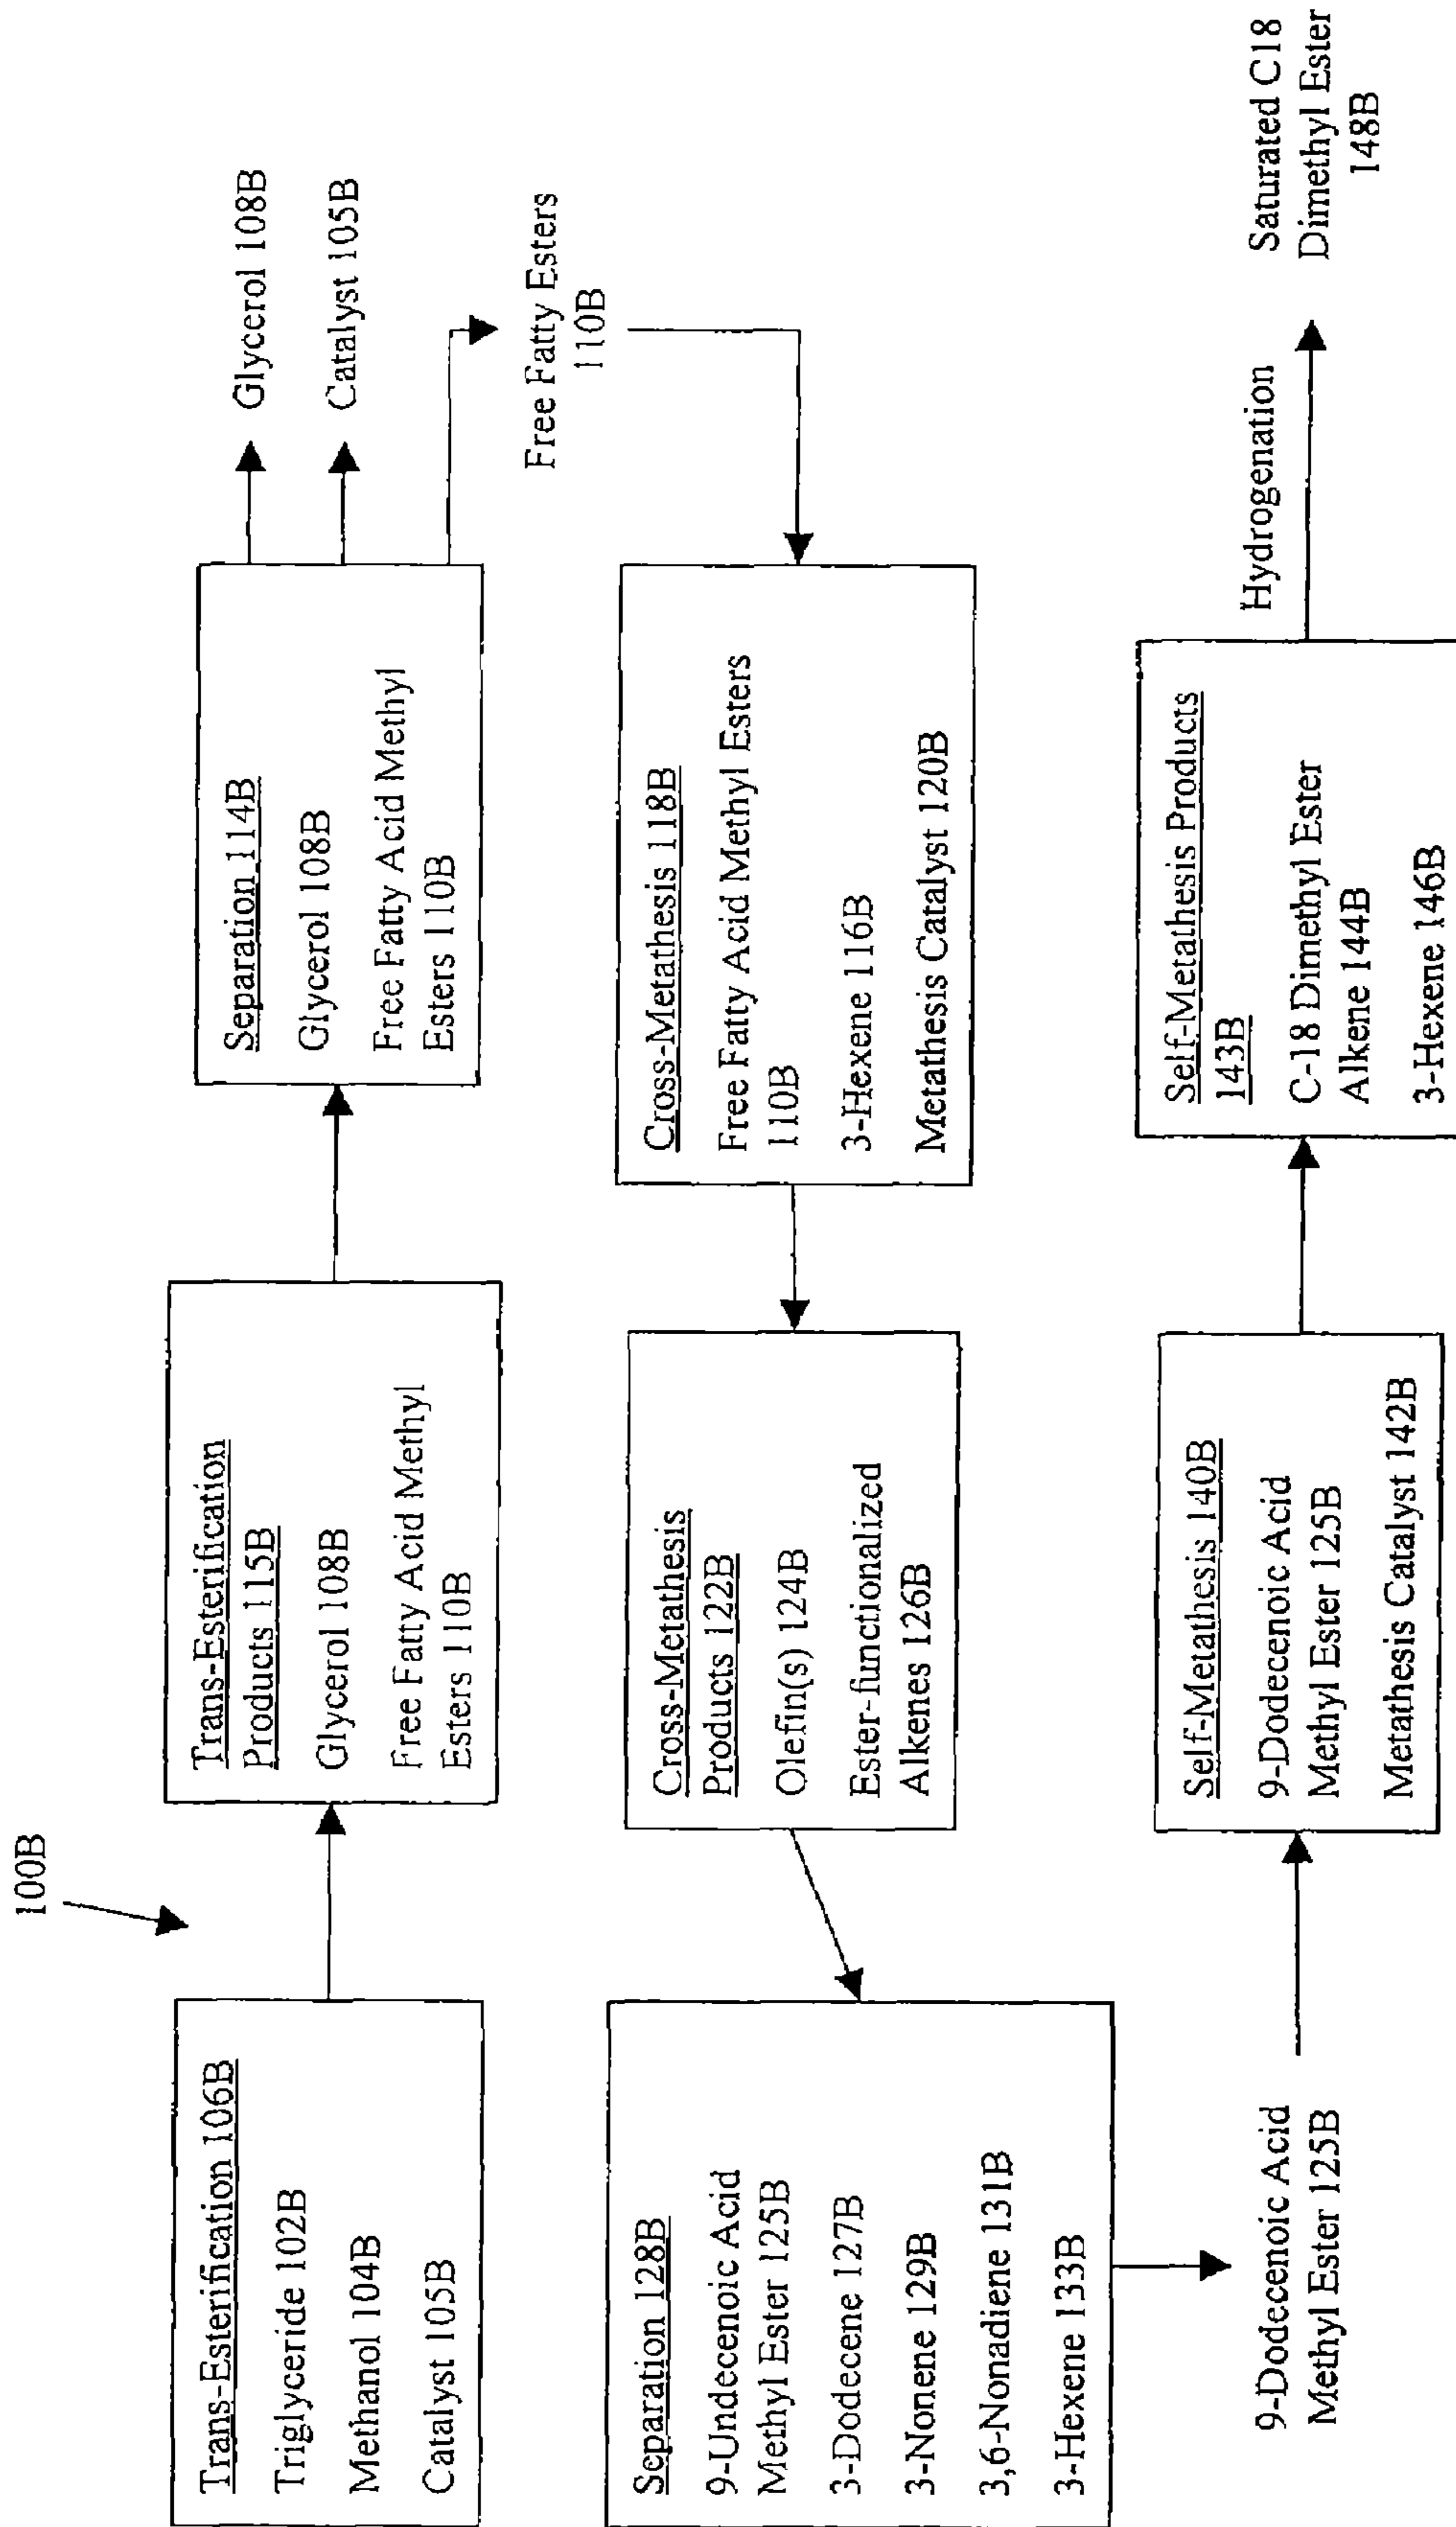 100B
Trans-Esterification 106B
Triglyceride 102B
Methanol 104B
Catalyst 105B
Trans-Esterification
Products 115B
Glycerol 108B
Free Fatty Acid Methyl
Esters 110B
Separation 114B
Glycerol 108B
Free Fatty Acid Methyl
Esters 110B
Glycerol 108B
Catalyst 105B
Free Fatty Esters
110B
Cross-Metathesis 118B
Free Fatty Acid Methyl Esters
110B
3-Hexene 116B
Metathesis Catalyst 120B
Cross-Metathesis
Products 122B
Olefin(s) 124B
Ester-functionalized
Alkenes 126B
Separation 128B
9-Undecenoic Acid
Methyl Ester 125B
3-Dodecene 127B
3-Nonene 129B
3,6-Nonadiene 131B
3-Hexene 133B
9-Dodecenoic Acid
Methyl Ester 125B
Self-Metathesis 140B
9-Dodecenoic Acid
Methyl Ester 125B
Metathesis Catalyst 142B
Self-Metathesis Products
143B
C-18 Dimethyl Ester
Alkene 144B
3-Hexene 146B
Hydrogenation
Saturated C18
Dimethyl Ester
148B